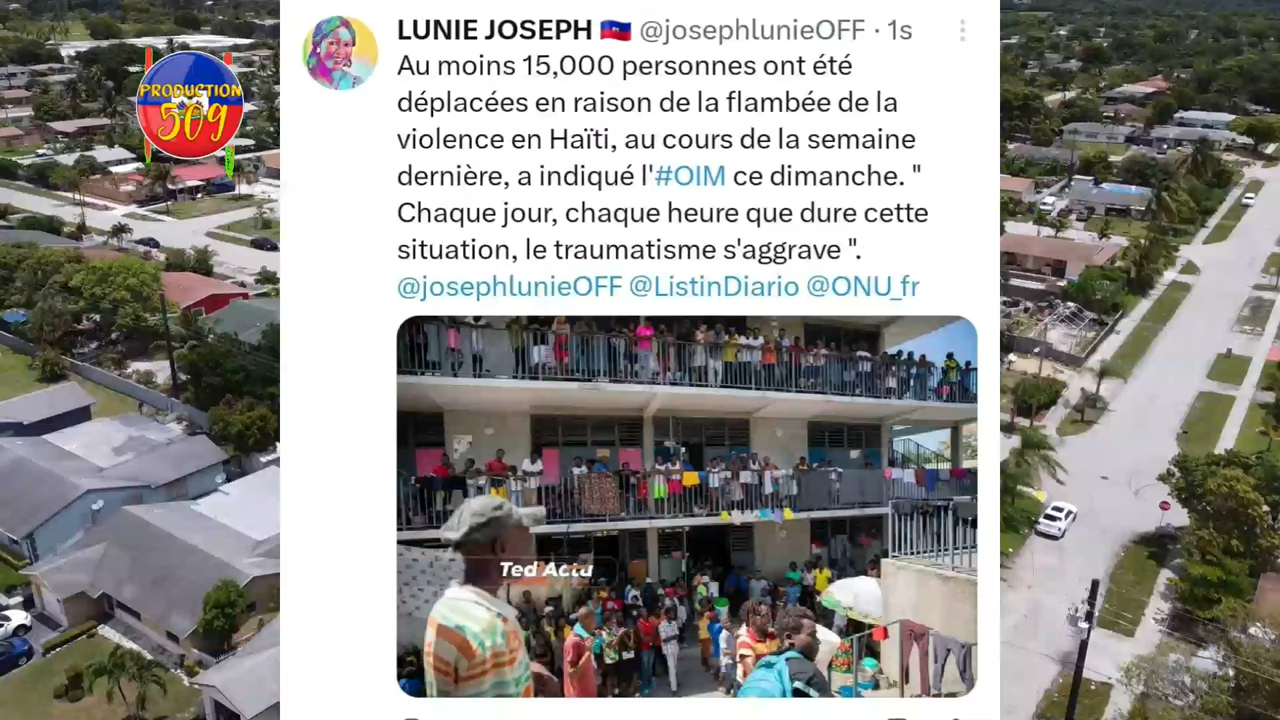 PRODUCTION
509
LUNIE JOSEPH 🇭🇹 @josephlunieOFF · 1s
Au moins 15,000 personnes ont été
déplacées en raison de la flambée de la
violence en Haïti, au cours de la semaine
dernière, a indiqué l'#OIM ce dimanche. "
Chaque jour, chaque heure que dure cette
situation, le traumatisme s'aggrave ".
@josephlunieOFF @ListinDiario @ONU_fr
Ted Actu